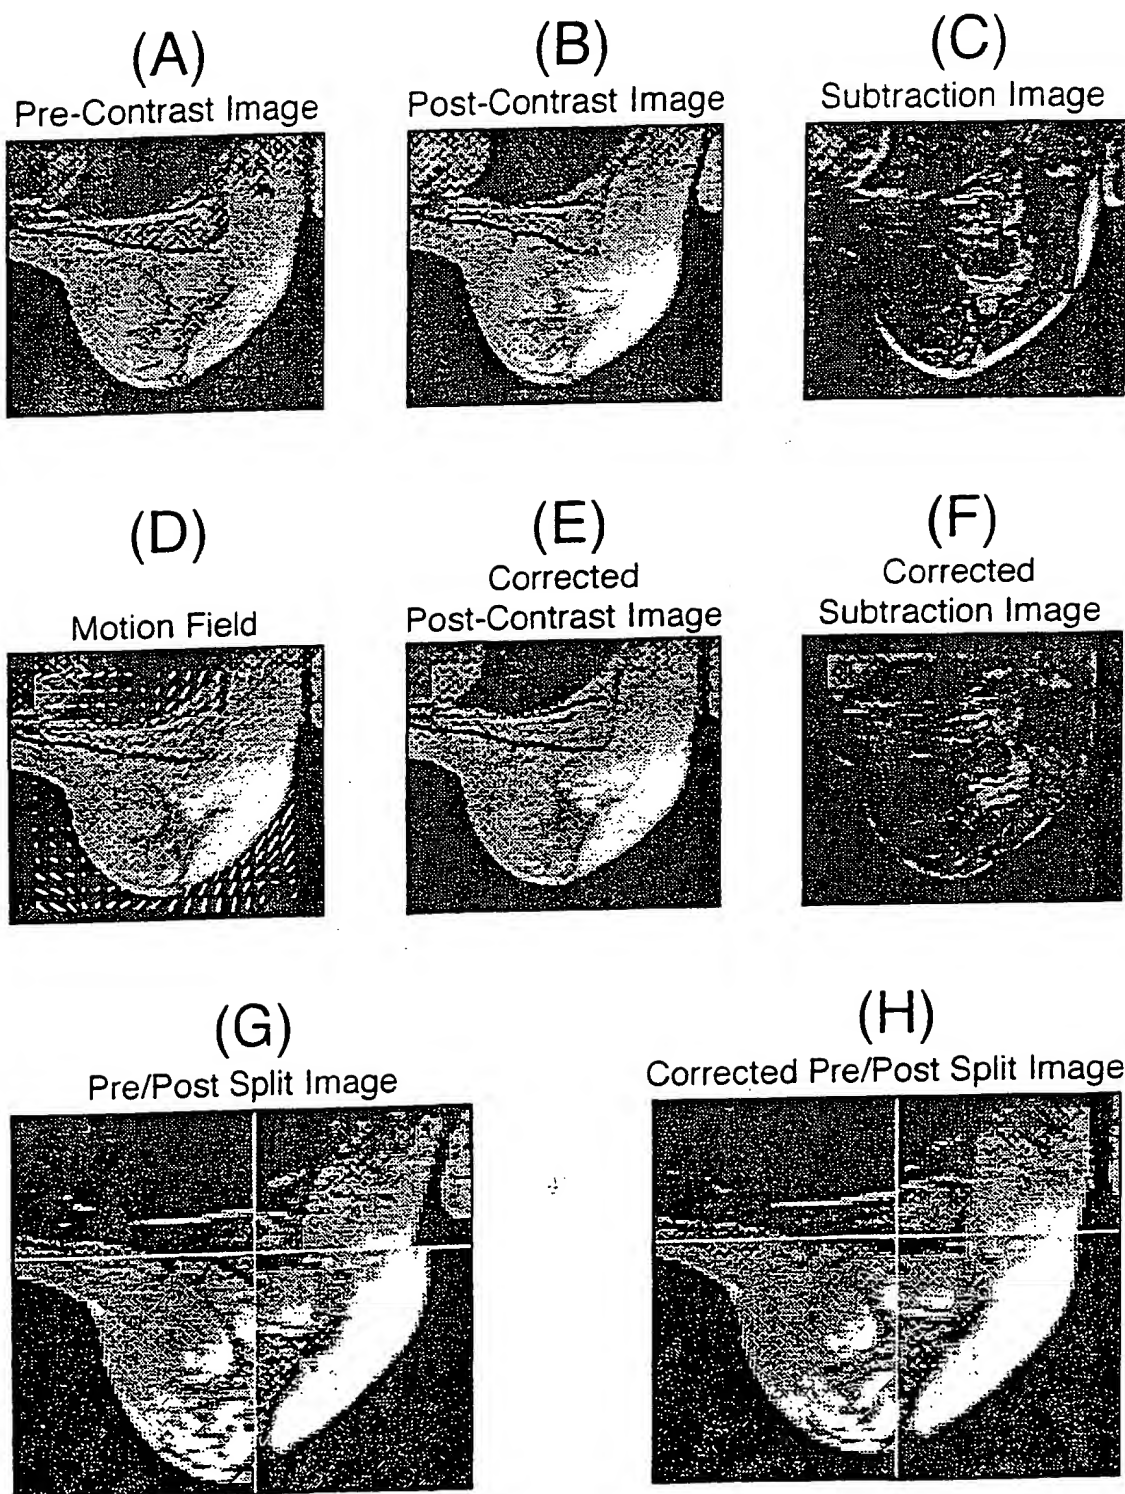 (A)
Pre-Contrast Image
(B)
Post-Contrast Image
(C)
Subtraction Image
(D)
Motion Field
(E)
Corrected
Post-Contrast Image
(F)
Corrected
Subtraction Image
(G)
Pre/Post Split Image
(H)
Corrected Pre/Post Split Image